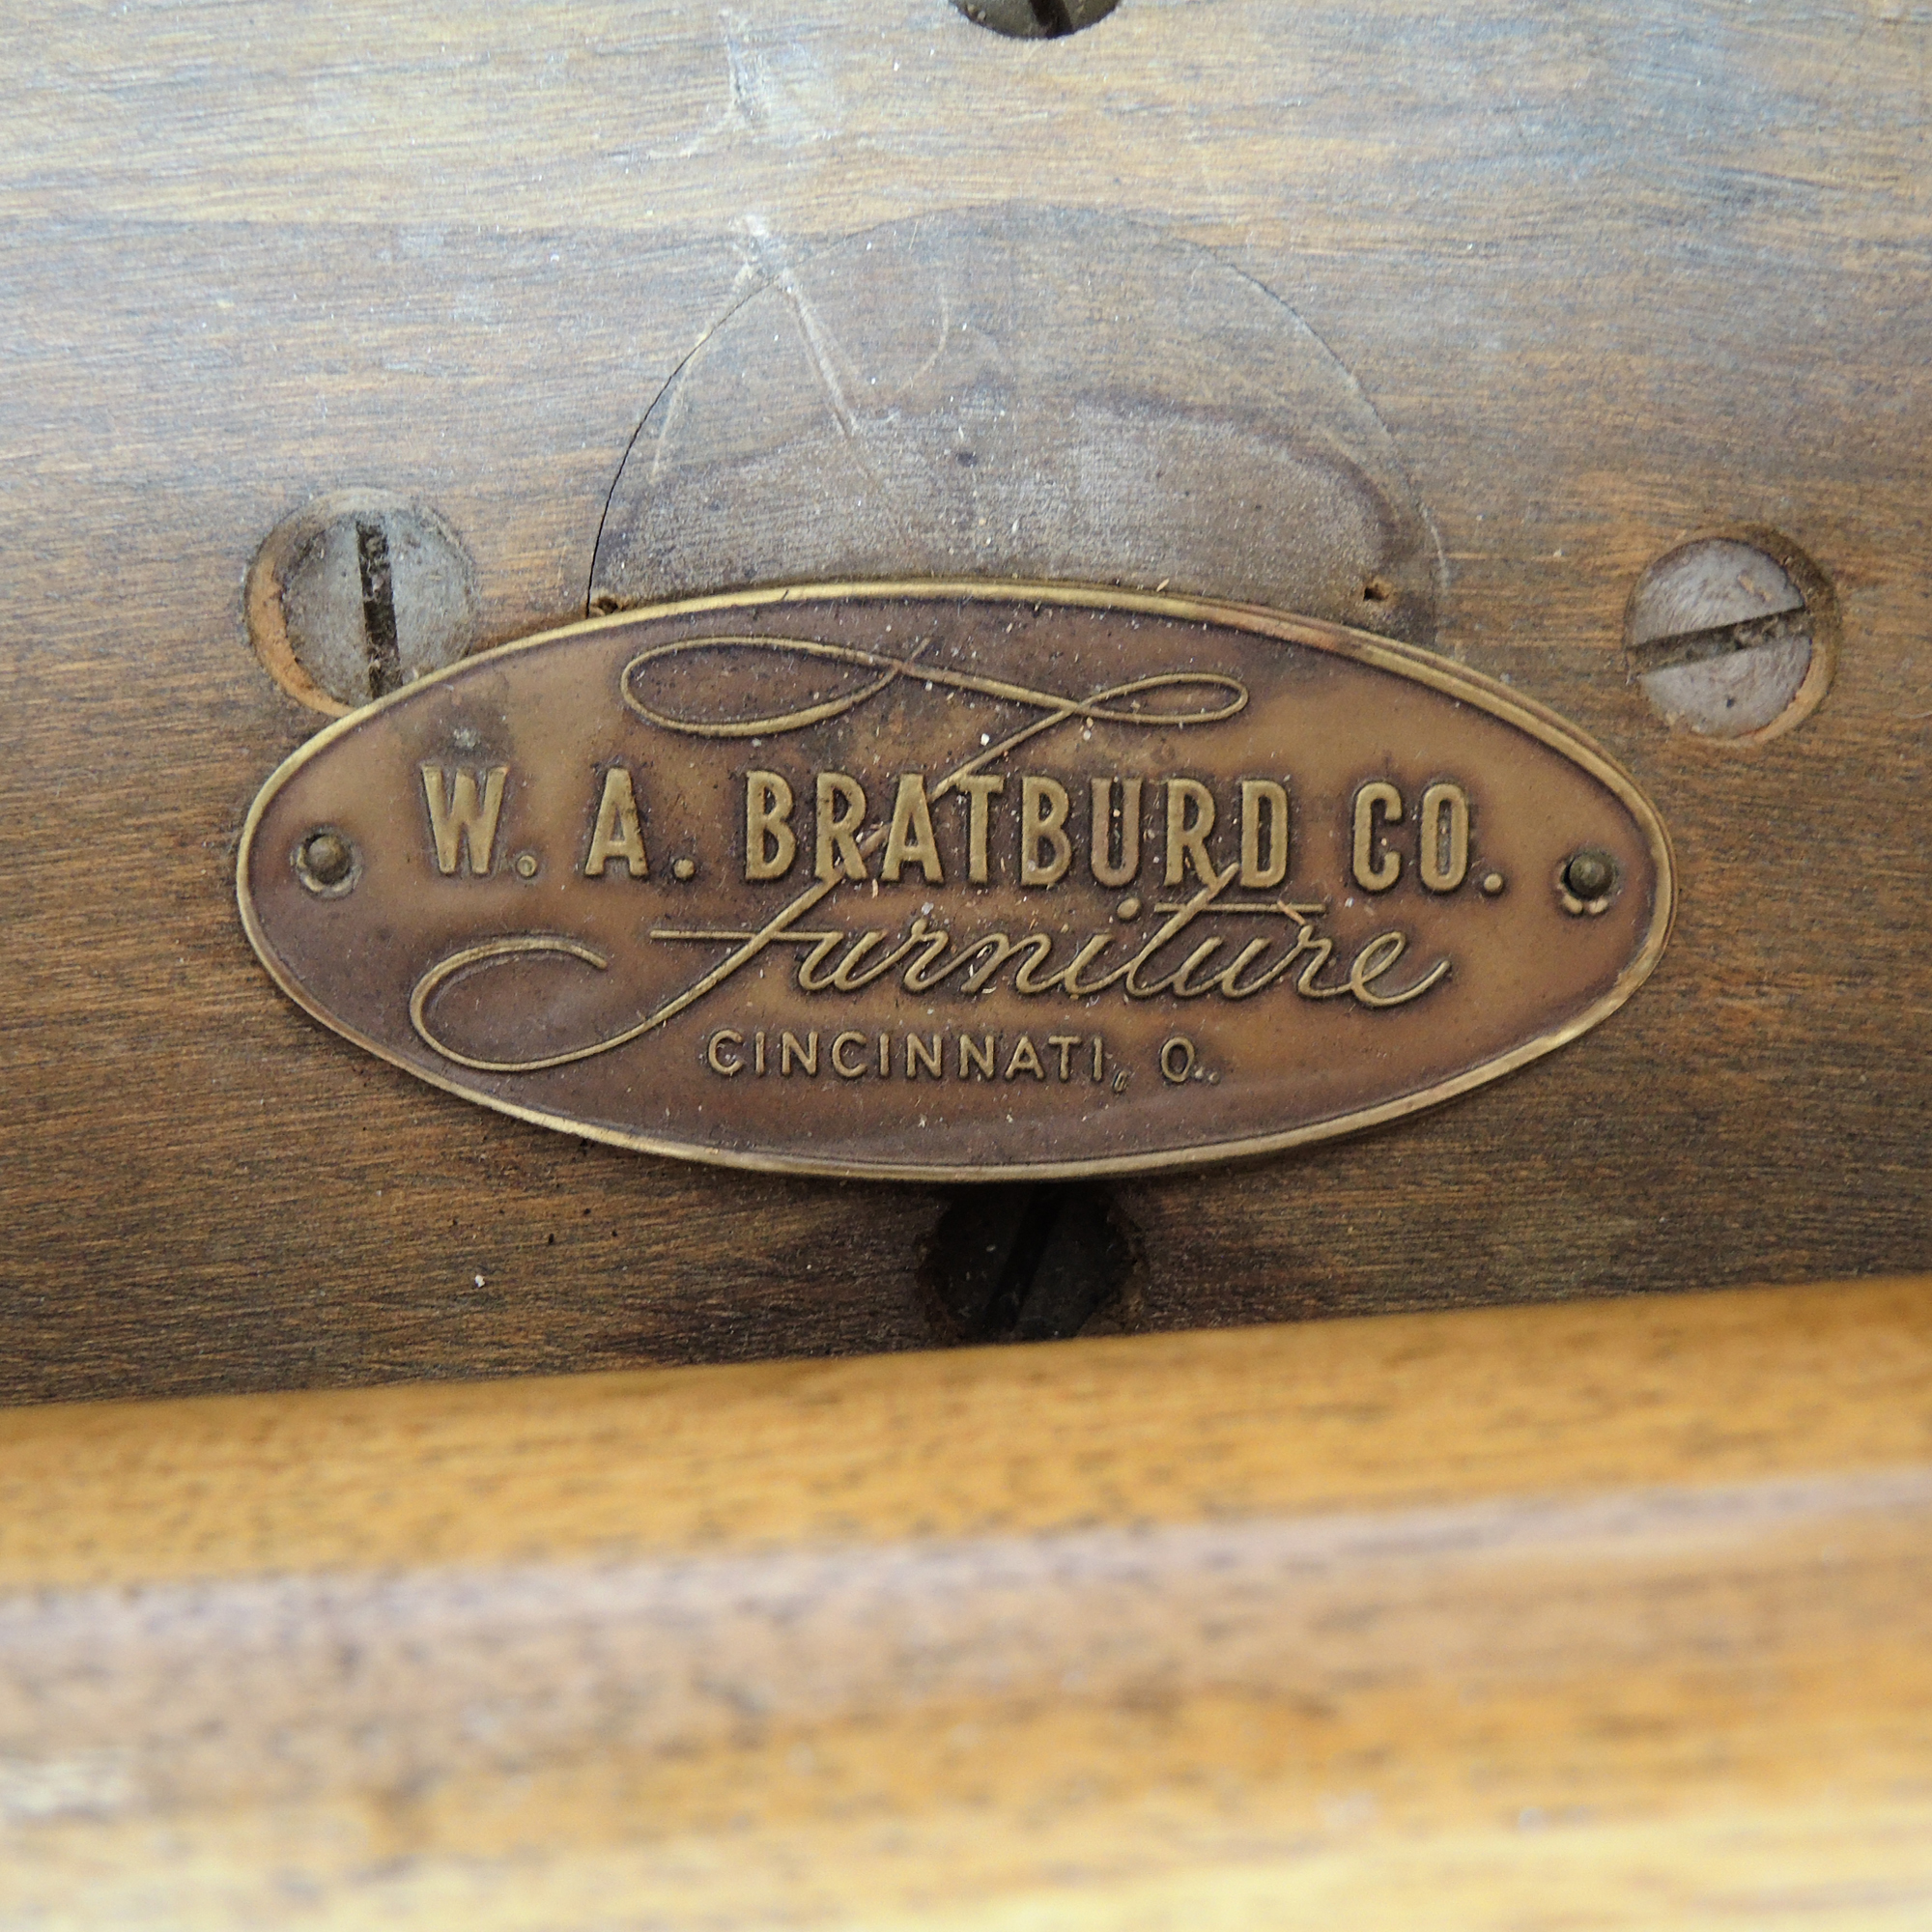 W. A. BRATBURD CO.
Furniture
CINCINNATI, O.